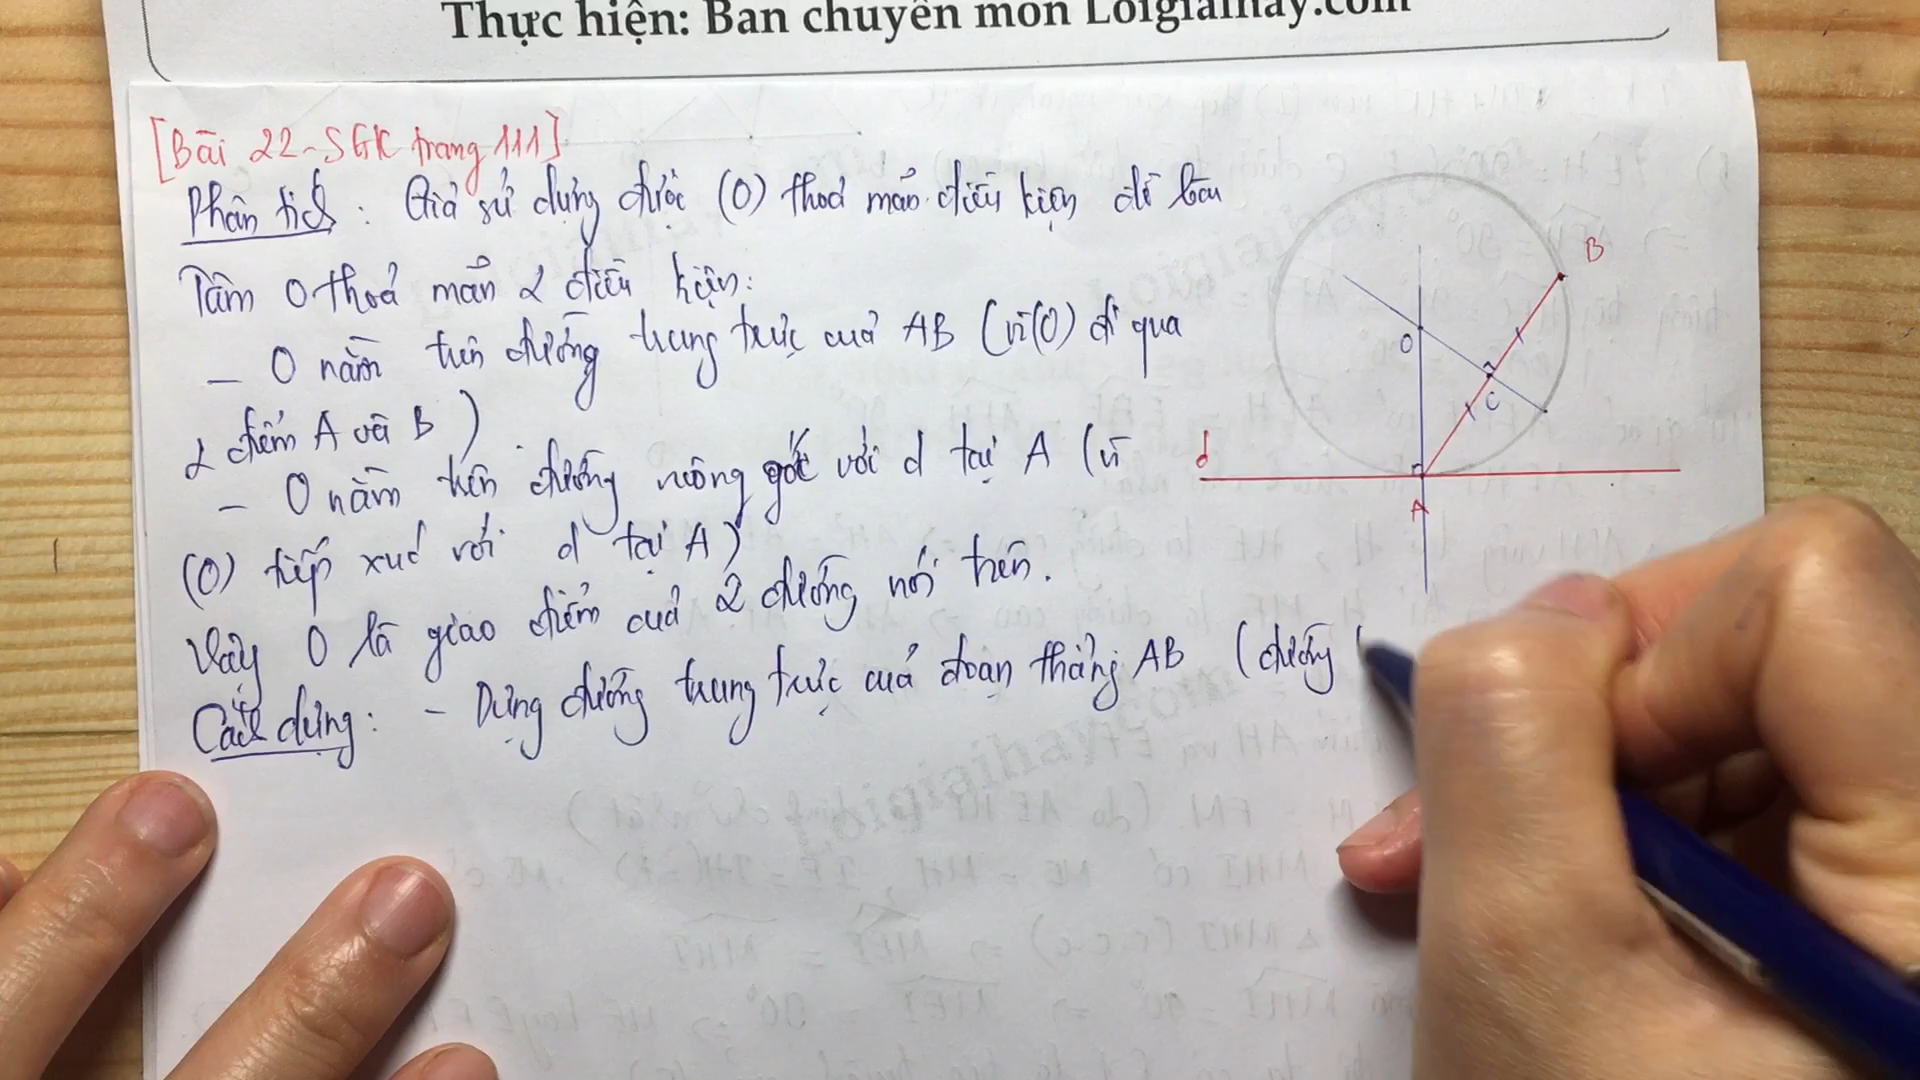 Thực hiện: Ban chuyên môn Loigiaihay.com
[Bài 22 - SGK trang 111]
Phân tích : Giả sử dựng được (O) thoả mãn điều kiện đề bài
Tâm O thoả mãn 2 điều kiện:
- O nằm trên đường trung trực của AB (vì (O) đi qua
2 điểm A và B)
- O nằm trên đường vuông góc với d tại A (vì
(O) tiếp xúc với d tại A)
Vậy O là giao điểm của 2 đường nói trên.
Cách dựng : - Dựng đường trung trực của đoạn thẳng AB (đường
B
O
C
d
A